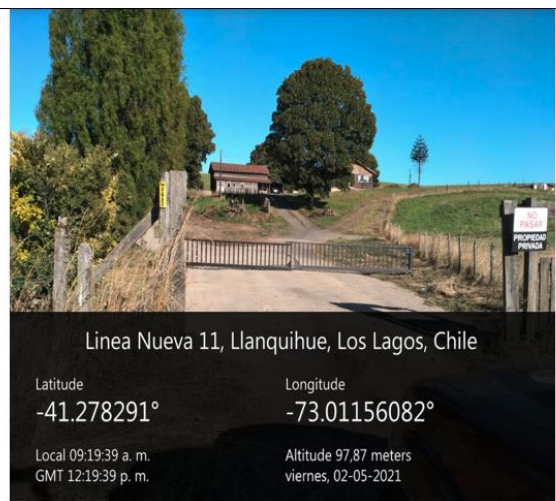 NO
PASAR
PROPIEDAD
PRIVADA
Linea Nueva 11, Llanquihue, Los Lagos, Chile
Latitude
-41.278291°
Longitude
-73.01156082°
Local 09:19:39 a. m.
GMT 12:19:39 p. m.
Altitude 97,87 meters
viernes, 02-05-2021